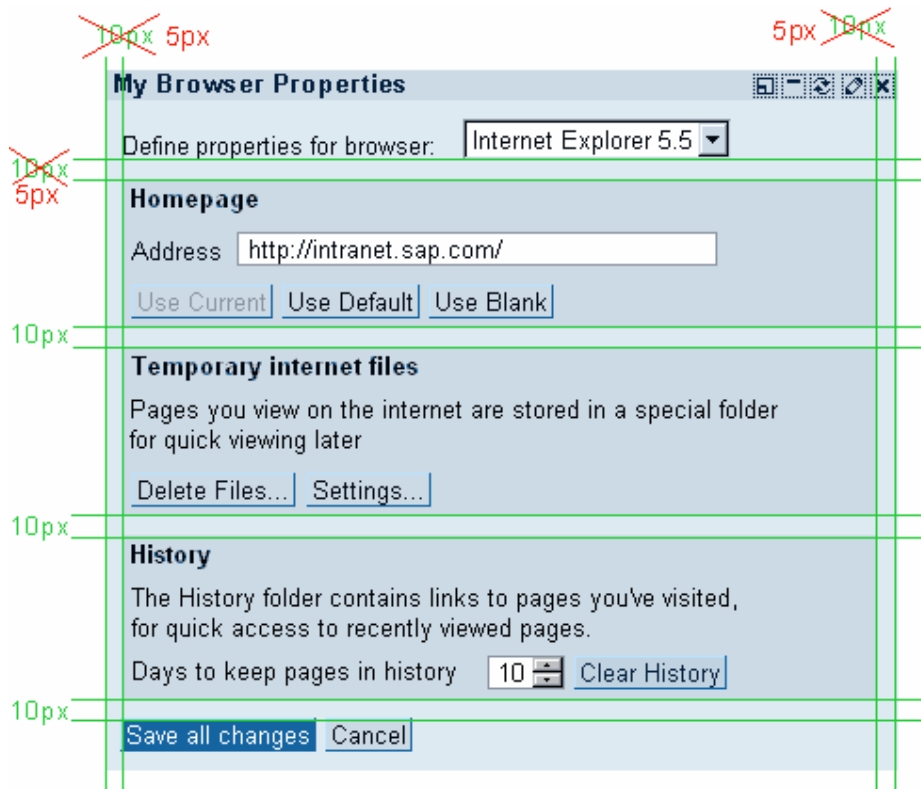 10px 5px 5px 10px
My Browser Properties
Define properties for browser: Internet Explorer 5.5
10px
5px
Homepage
Address http://intranet.sap.com/
Use Current Use Default Use Blank
10px
Temporary internet files
Pages you view on the internet are stored in a special folder
for quick viewing later
Delete Files... Settings...
10px
History
The History folder contains links to pages you've visited,
for quick access to recently viewed pages.
Days to keep pages in history 10 Clear History
10px
Save all changes Cancel